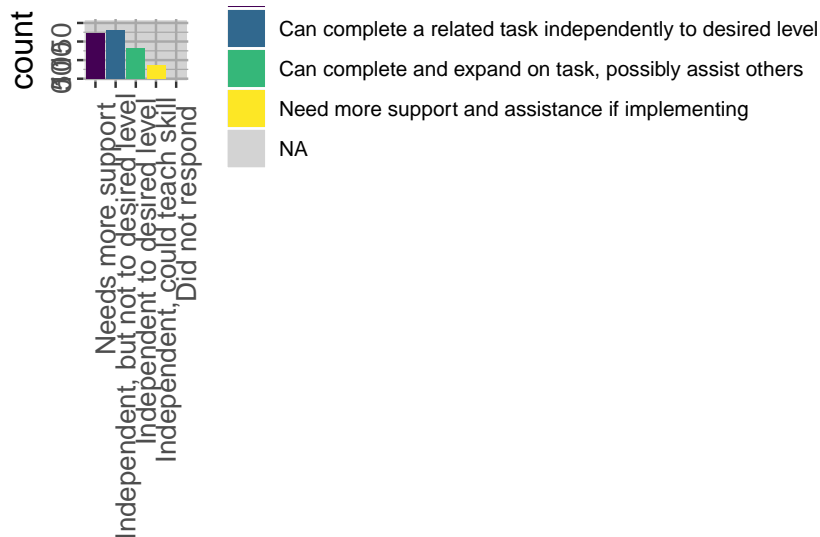 count
Needs more support
Independent, but not to desired level
Independent to desired level
Independent, could teach skill
Did not respond
Can complete a related task independently to desired level
Can complete and expand on task, possibly assist others
Need more support and assistance if implementing
NA